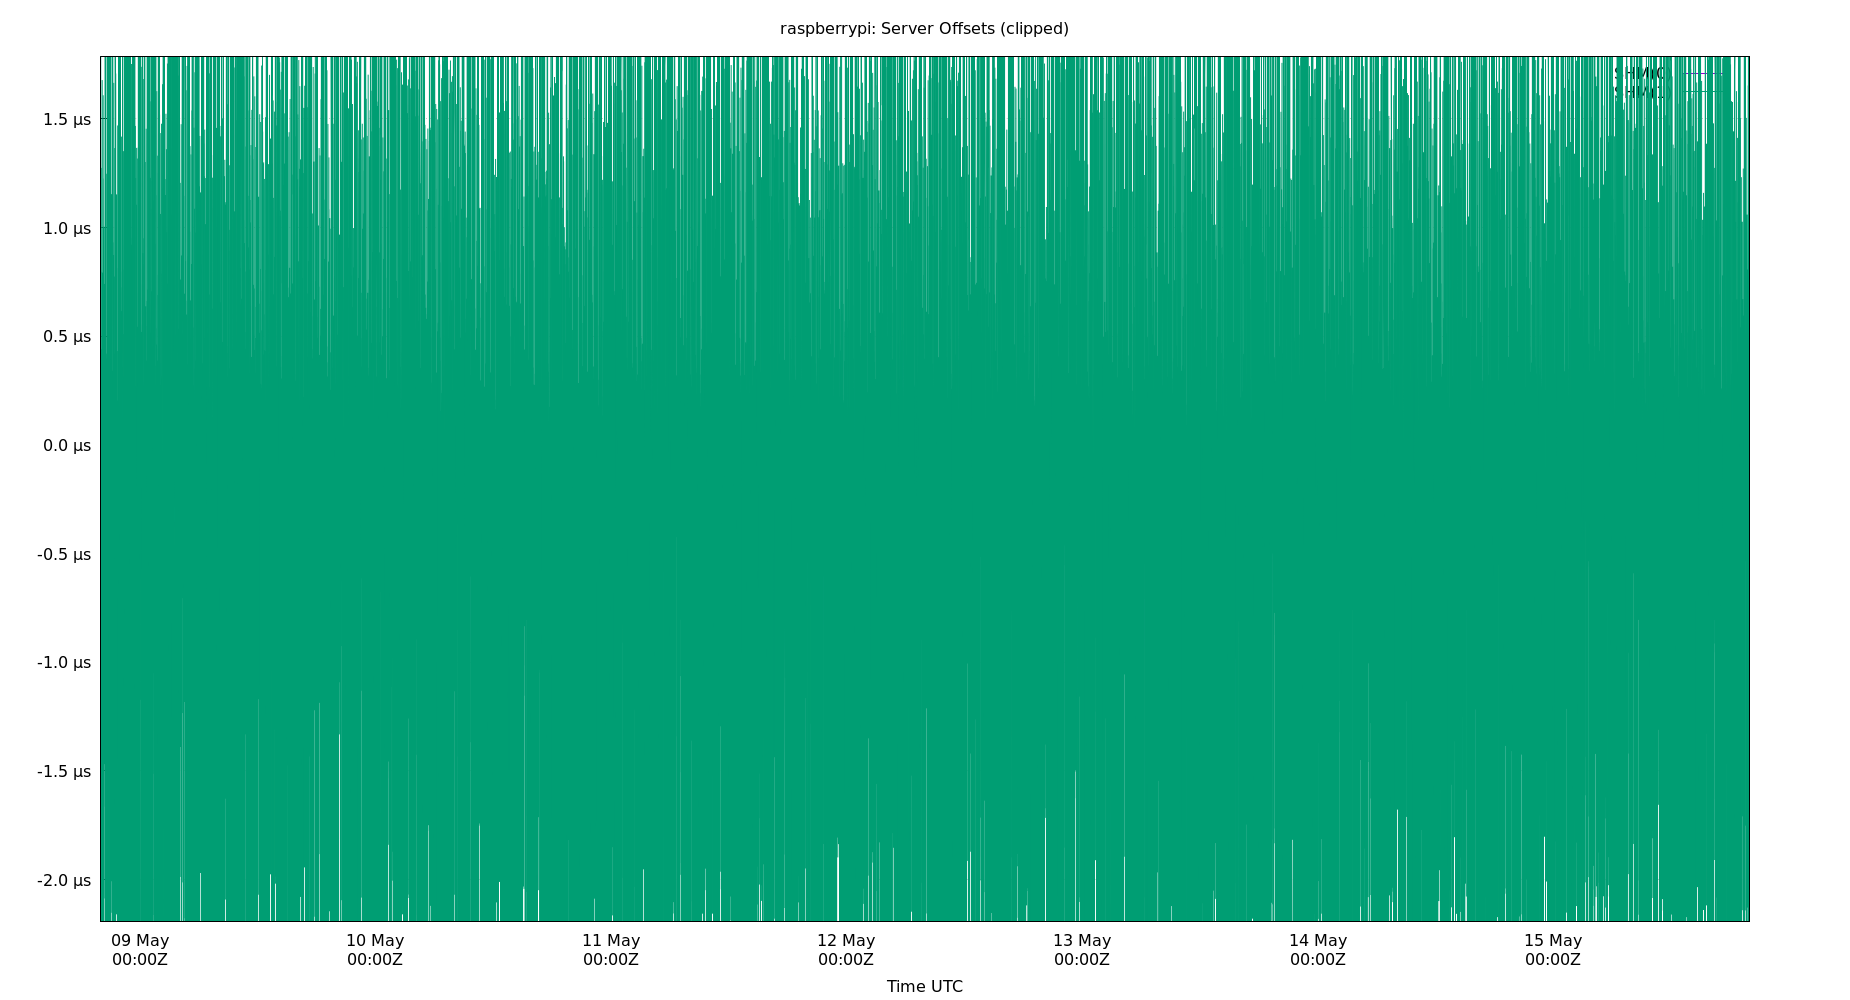 raspberrypi: Server Offsets (clipped)
1.5 µs
1.0 µs
0.5 µs
0.0 µs
-0.5 µs
-1.0 µs
-1.5 µs
-2.0 µs
09 May 10 May 11 May 12 May 13 May 14 May 15 May
00:00Z 00:00Z 00:00Z 00:00Z 00:00Z 00:00Z 00:00Z
Time UTC